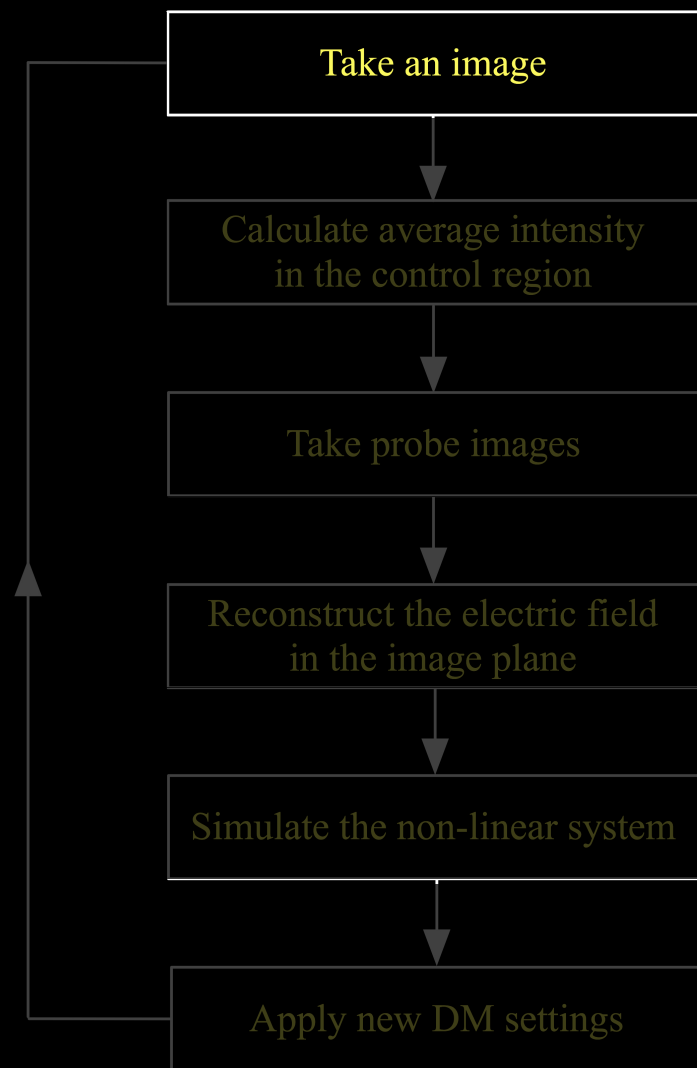 Take an image
Calculate average intensity
in the control region
Take probe images
Reconstruct the electric field
in the image plane
Simulate the non-linear system
Apply new DM settings